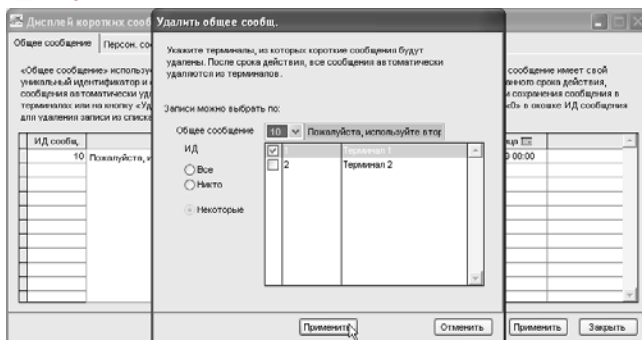 Дисплей коротких сооб
Общее сообщение
Персон. со
«Общее сообщение» использу
уникальный идентификатор и
сообщения автоматически уд
терминалах или на кнопку «Уд
для удаления записи из списка
ИД сообщ.
10 Пожалуйста, и
Удалить общее сообщ.
Укажите терминалы, из которых короткие сообщения будут
удалены. После срока действия, все сообщения автоматически
удаляются из терминалов.
Записи можно выбрать по:
Общее сообщение 10 Пожалуйста, используйте втор
ИД
Все
Никто
Некоторые
1 Терминал 1
2 Терминал 2
Применить
Отменить
сообщение имеет свой
анного срока действия,
и сохранения сообщения в
«0» в окошке ИД сообщения
нца
9 00:00
Применить
Закрыть